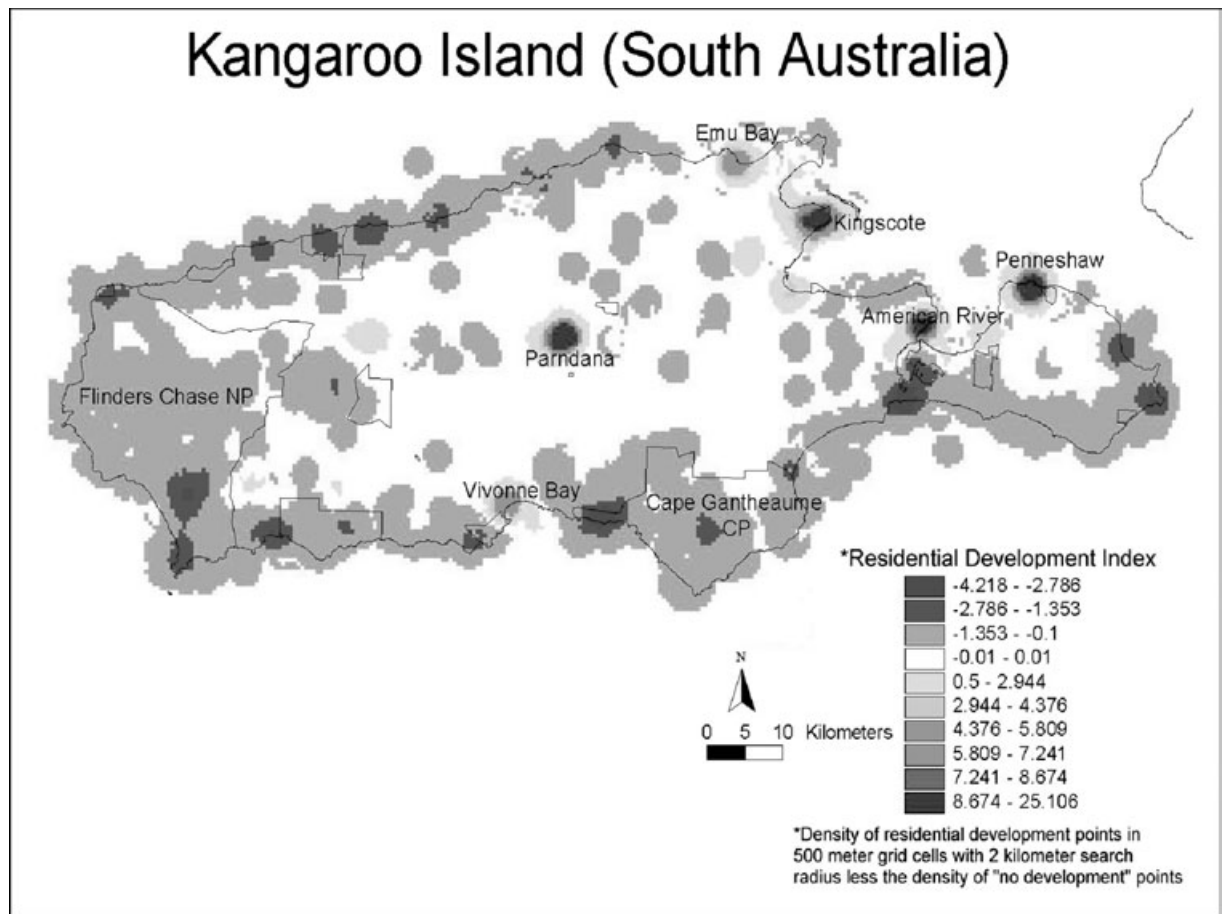 Kangaroo Island (South Australia)
Emu Bay
Kingscote
Penneshaw
American River
Parndana
Flinders Chase NP
Vivonne Bay
Cape Gantheaume
CP
*Residential Development Index
-4.218 - -2.786
-2.786 - -1.353
-1.353 - -0.1
-0.01 - 0.01
0.5 - 2.944
2.944 - 4.376
4.376 - 5.809
5.809 - 7.241
7.241 - 8.674
8.674 - 25.106
N
0 5 10 Kilometers
*Density of residential development points in
500 meter grid cells with 2 kilometer search
radius less the density of "no development" points